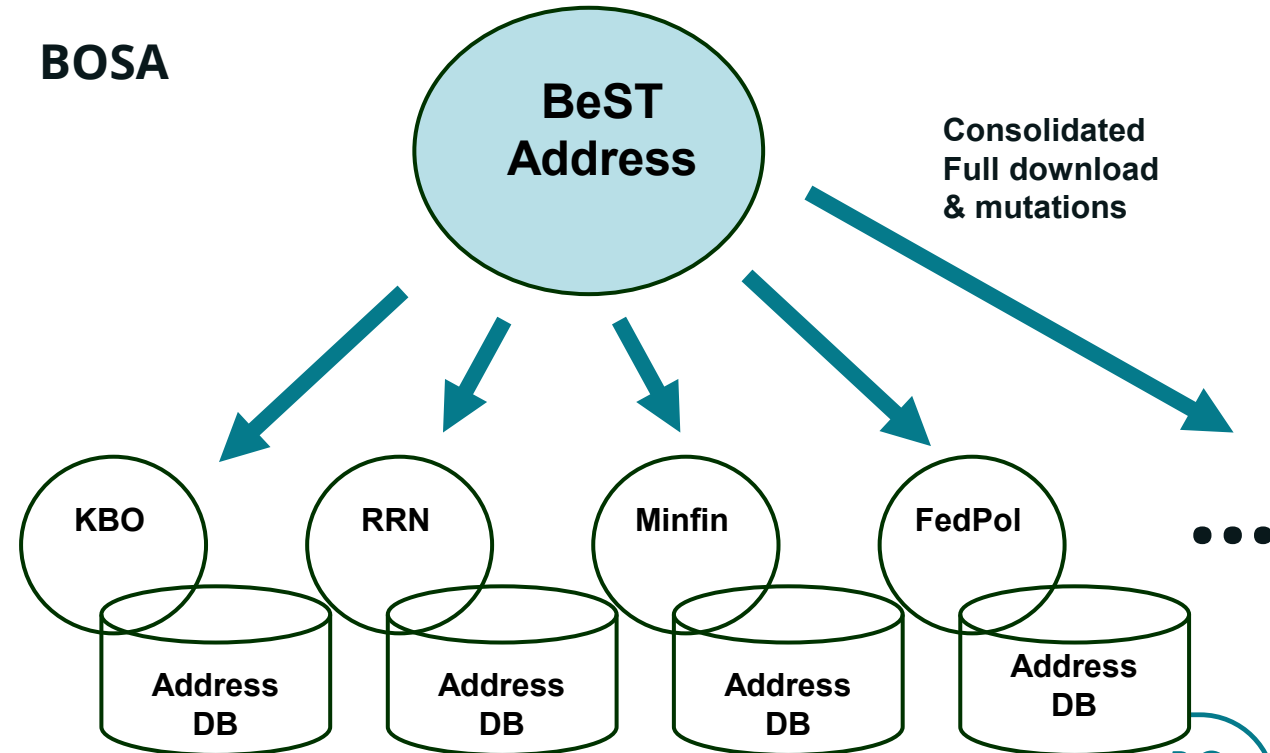 BOSA
BeST
Address
Consolidated
Full download
& mutations
KBO
RRN
Minfin
FedPol
...
Address
DB
Address
DB
Address
DB
Address
DB